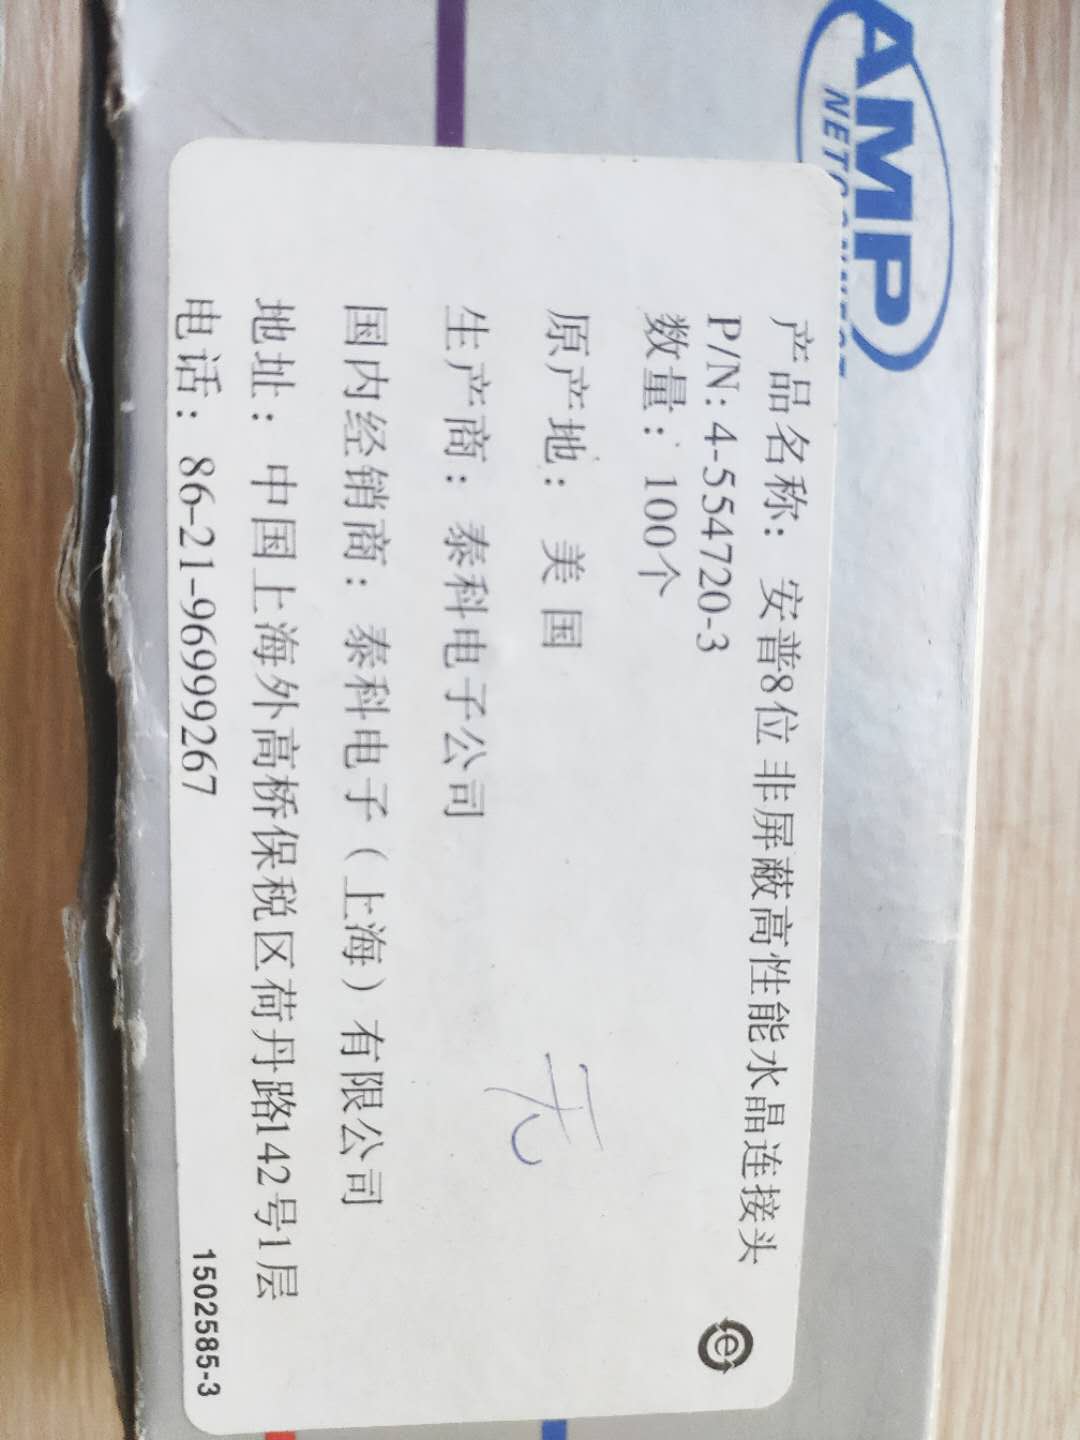 AMP
NETCONNECT
产品名称：安普8位非屏蔽高性能水晶连接头
P/N: 4-554720-3
数量：100个
原产地：美国
生产商：泰科电子公司
国内经销商：泰科电子（上海）有限公司
地址：中国上海外高桥保税区荷丹路142号1层
电话：86-21-96999267
无
e
1502585-3